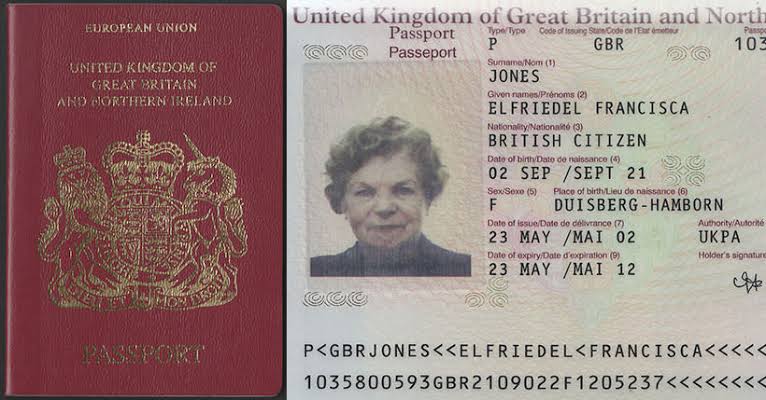 EUROPEAN UNION
UNITED KINGDOM OF
GREAT BRITAIN
AND NORTHERN IRELAND
PASSPORT
United Kingdom of Great Britain and North
Passport
Passeport
Type/Type Code of Issuing State/Code de l'Etat émetteur
P GBR 103
Surname/Nom (1)
JONES
Given names/Prénoms (2)
ELFRIEDEL FRANCISCA
Nationality/Nationalité (3)
BRITISH CITIZEN
Date of birth/Date de naissance (4)
02 SEP /SEPT 21
Sex/Sexe (5) Place of birth/Lieu de naissance (6)
F DUISBERG-HAMBORN
Date of issue/Date de délivrance (7) Authority/Autorité
23 MAY /MAI 02 UKPA
Date of expiry/Date d'expiration (9) Holder's signature
23 MAY /MAI 12
P<GBRJONES<<ELFRIEDEL<FRANCISCA<<<<<
1035800593GBR2109022F1205237<<<<<<<<